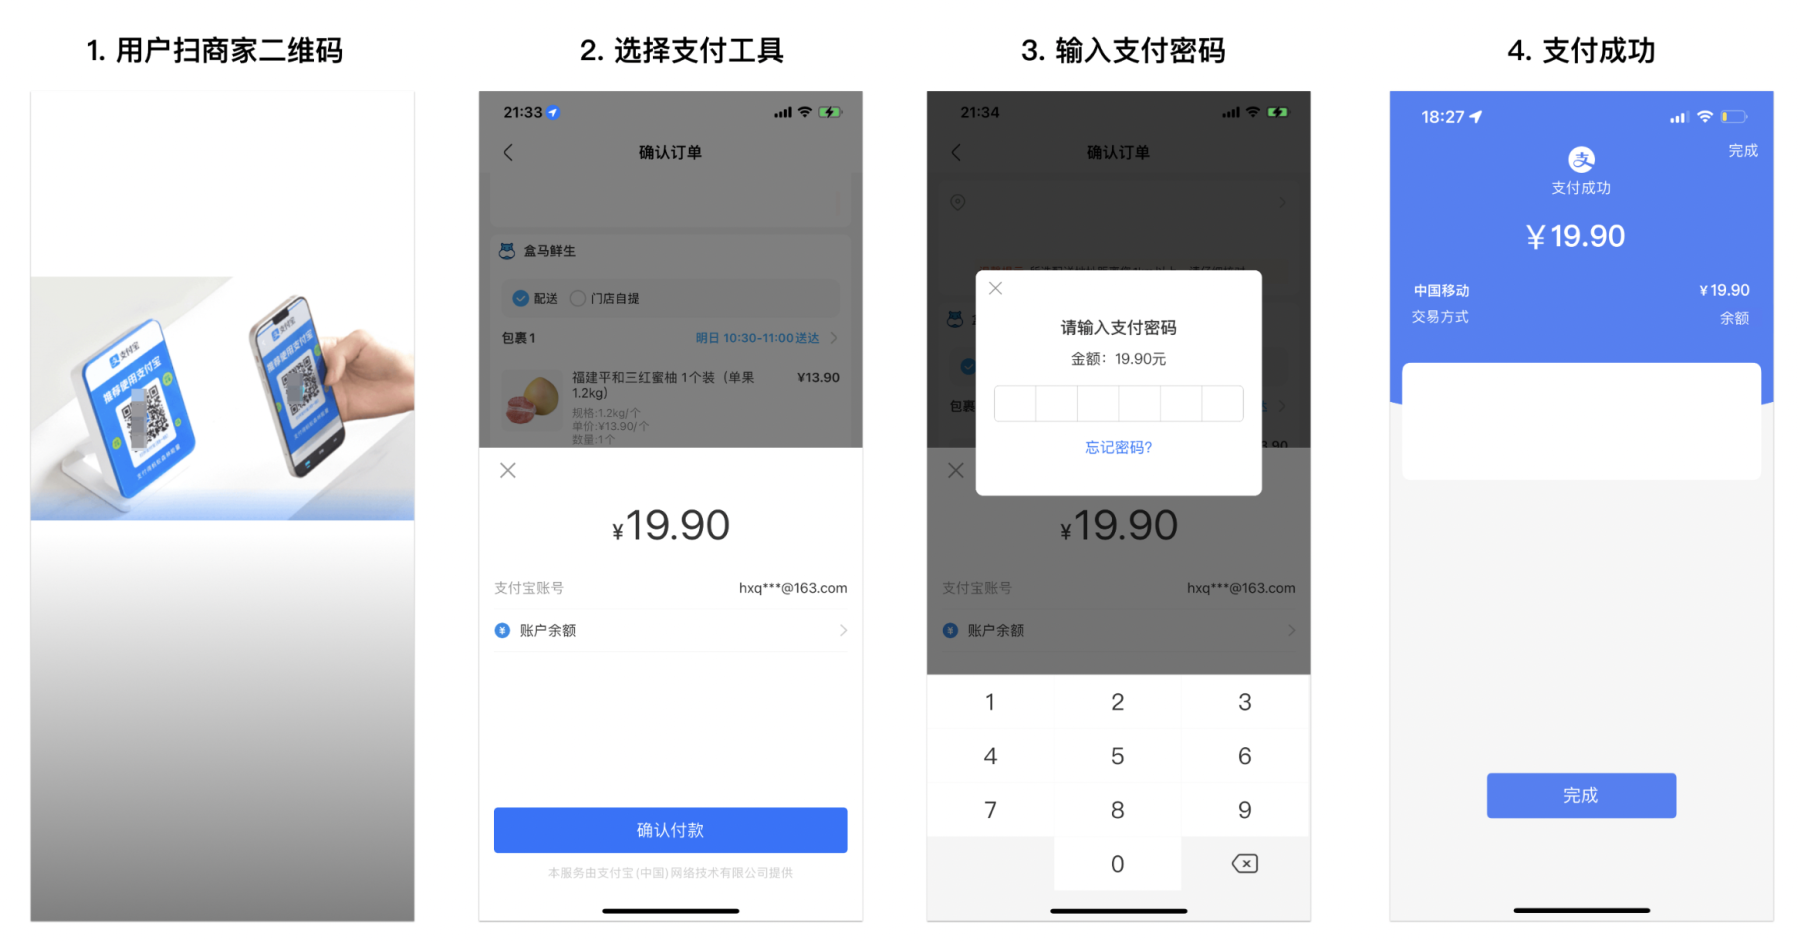 1. 用户扫商家二维码
支付宝
推荐使用支付宝
支付宝
推荐使用支付宝
2. 选择支付工具
21:33
确认订单
盒马鲜生
配送
门店自提
包裹 1
明日 10:30-11:00 送达
福建平和三红蜜柚 1个装（单果
¥13.90
1.2kg）
规格:1.2kg/个
单价:¥13.90/个
数量:1个
¥19.90
支付宝账号
hxq***@163.com
账户余额
确认付款
本服务由支付宝(中国)网络技术有限公司提供
3. 输入支付密码
21:34
确认订单
请输入支付密码
金额：19.90元
忘记密码?
包裹
3.90
¥19.90
支付宝账号
hxq***@163.com
账户余额
1 2 3
4 5 6
7 8 9
0
4. 支付成功
18:27
完成
支
支付成功
¥19.90
中国移动
¥19.90
交易方式
余额
完成